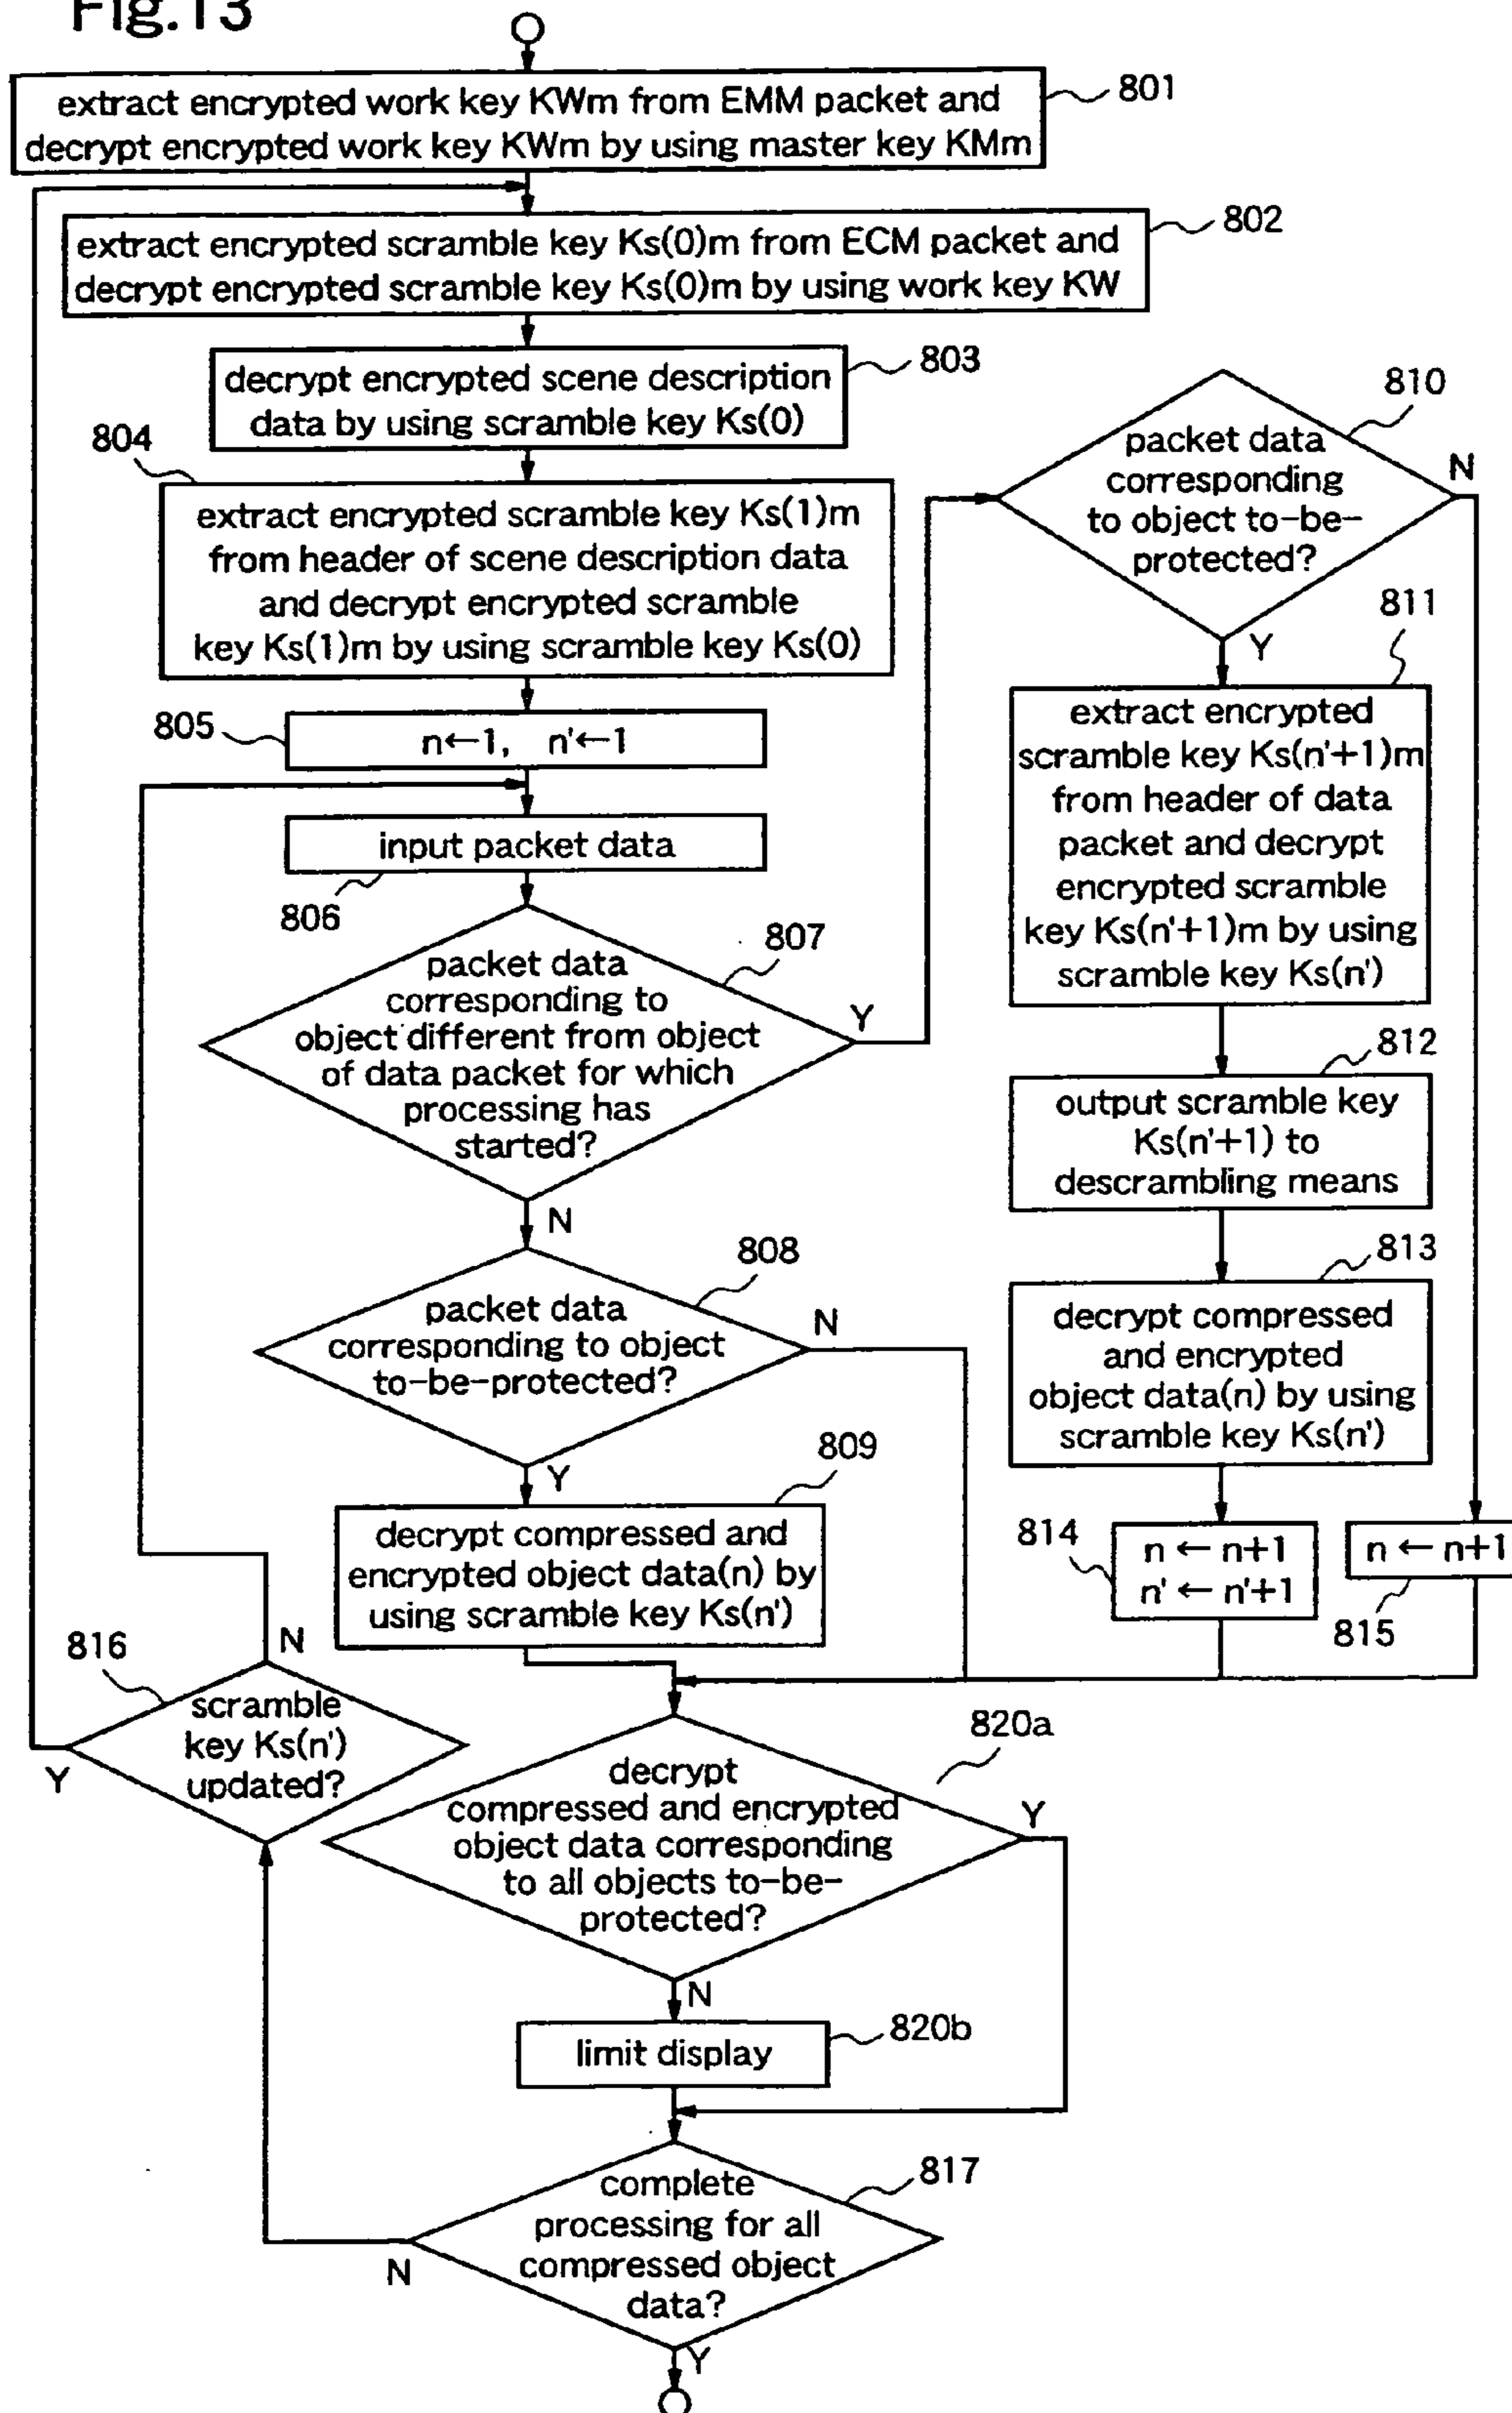 Fig.13
extract encrypted work key KWm from EMM packet and
decrypt encrypted work key KWm by using master key KMm
801
extract encrypted scramble key Ks(0)m from ECM packet and
decrypt encrypted scramble key Ks(0)m by using work key KW
802
decrypt encrypted scene description
data by using scramble key Ks(0)
803
804
extract encrypted scramble key Ks(1)m
from header of scene description data
and decrypt encrypted scramble
key Ks(1)m by using scramble key Ks(0)
805
n←1, n'←1
input packet data
806
packet data
corresponding to
object different from object
of data packet for which
processing has
started?
807
Y
N
packet data
corresponding to object
to-be-protected?
808
N
Y
decrypt compressed and
encrypted object data(n) by
using scramble key Ks(n')
809
packet data
corresponding
to object to-be-
protected?
810
N
Y
811
extract encrypted
scramble key Ks(n'+1)m
from header of data
packet and decrypt
encrypted scramble
key Ks(n'+1)m by using
scramble key Ks(n')
812
output scramble key
Ks(n'+1) to
descrambling means
813
decrypt compressed
and encrypted
object data(n) by using
scramble key Ks(n')
814
n ← n+1
n' ← n'+1
n ← n+1
815
816
N
scramble
key Ks(n')
updated?
Y
820a
decrypt
compressed and encrypted
object data corresponding
to all objects to-be-
protected?
Y
N
limit display
820b
complete
processing for all
compressed object
data?
817
N
Y